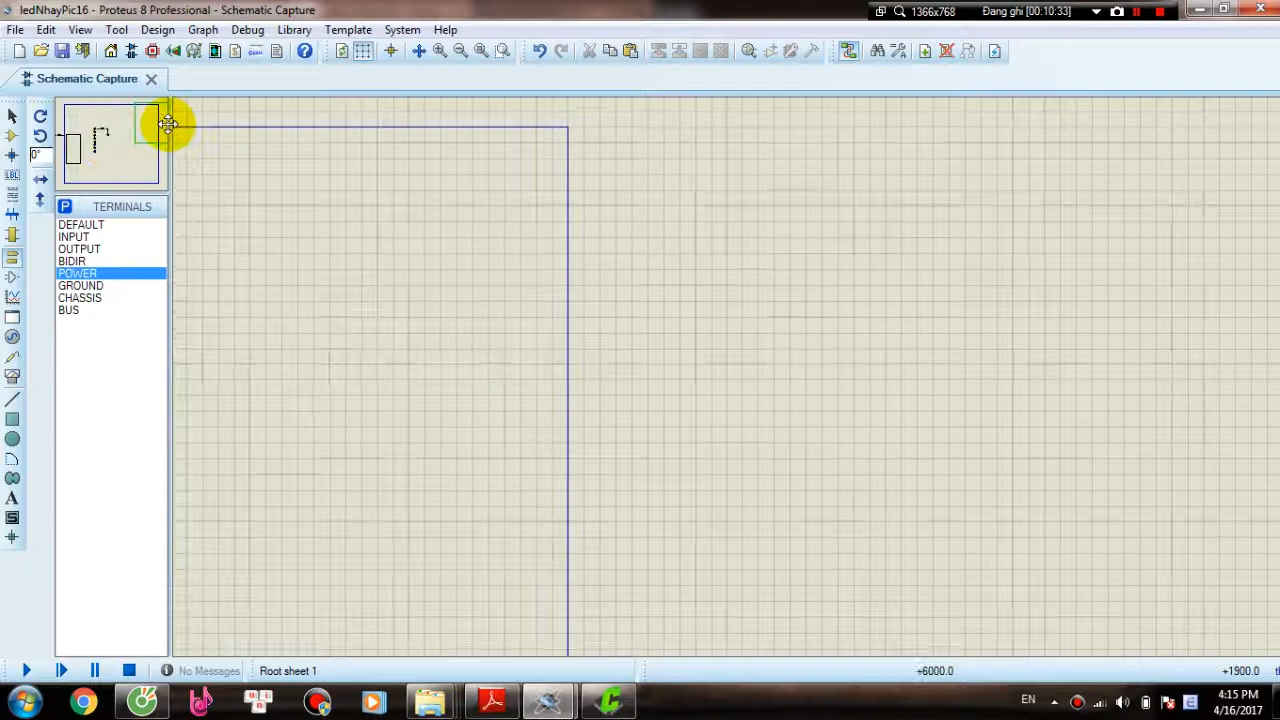 ledNhayPic16 - Proteus 8 Professional - Schematic Capture
1366x768
Đang ghi [00:10:33]
File Edit View Tool Design Graph Debug Library Template System Help
Schematic Capture
0°
LBL
P TERMINALS
DEFAULT
INPUT
OUTPUT
BIDIR
POWER
GROUND
CHASSIS
BUS
A
No Messages
Root sheet 1
+6000.0
+1900.0
th
EN
4:15 PM
4/16/2017